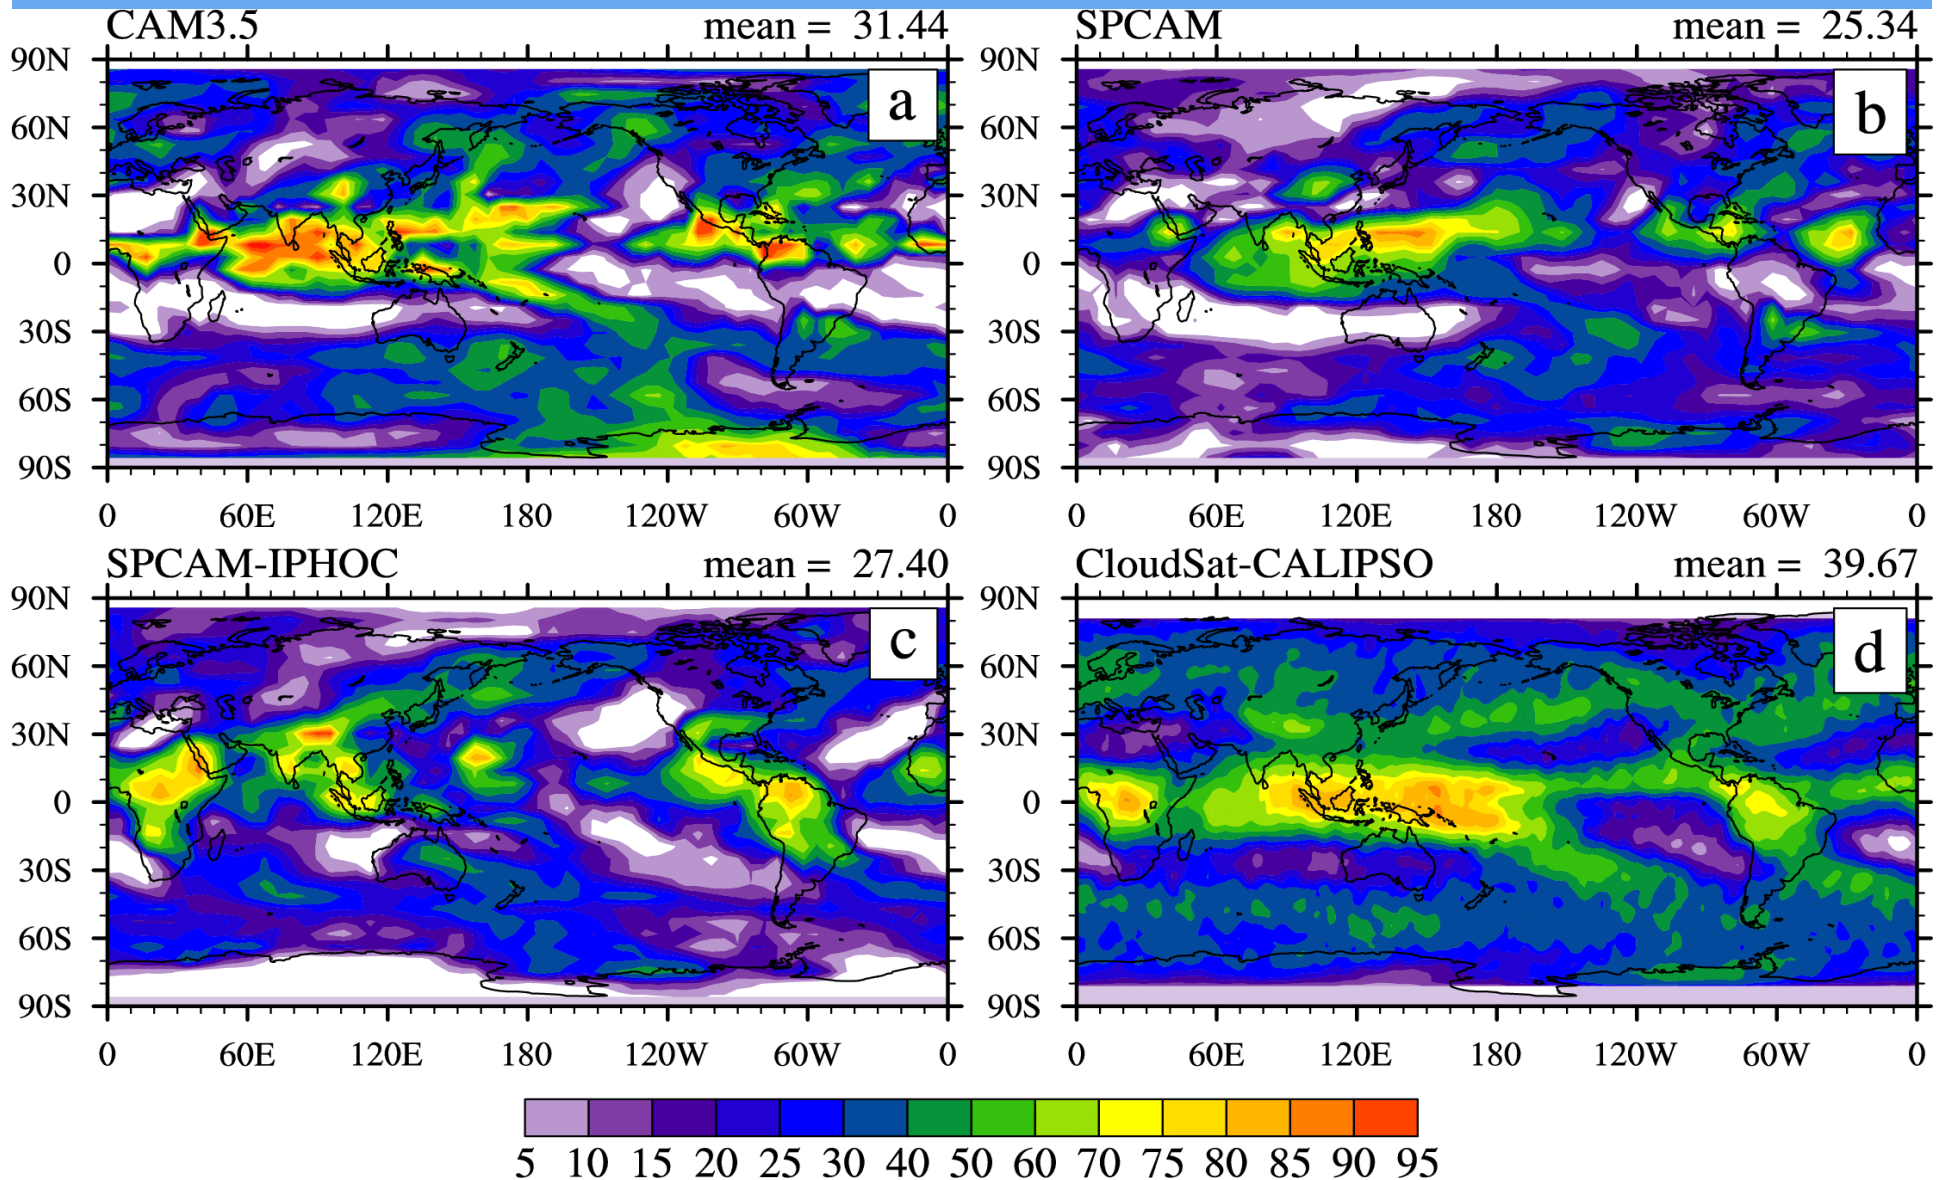 CAM3.5 mean = 31.44
a
90N
60N
30N
0
30S
60S
90S
0 60E 120E 180 120W 60W 0
SPCAM mean = 25.34
b
90N
60N
30N
0
30S
60S
90S
0 60E 120E 180 120W 60W 0
SPCAM-IPHOC mean = 27.40
c
90N
60N
30N
0
30S
60S
90S
0 60E 120E 180 120W 60W 0
CloudSat-CALIPSO mean = 39.67
d
90N
60N
30N
0
30S
60S
90S
0 60E 120E 180 120W 60W 0
5 10 15 20 25 30 40 50 60 70 75 80 85 90 95